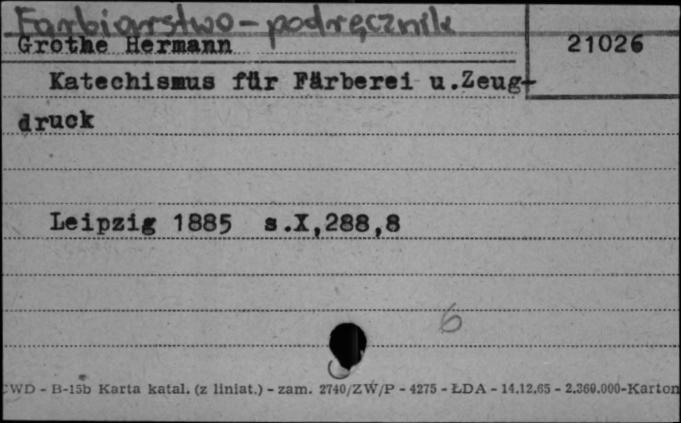 Farbiarstwo - podręcznik
Grothe Hermann
21026
Katechismus für Färberei u.Zeug-
druck
Leipzig 1885 s.X,288,8
6
CWD - B-15b Karta katal. (z liniat.) - zam. 2740/ZW/P - 4275 - ŁDA - 14.12.65 - 2.360.000-Karton